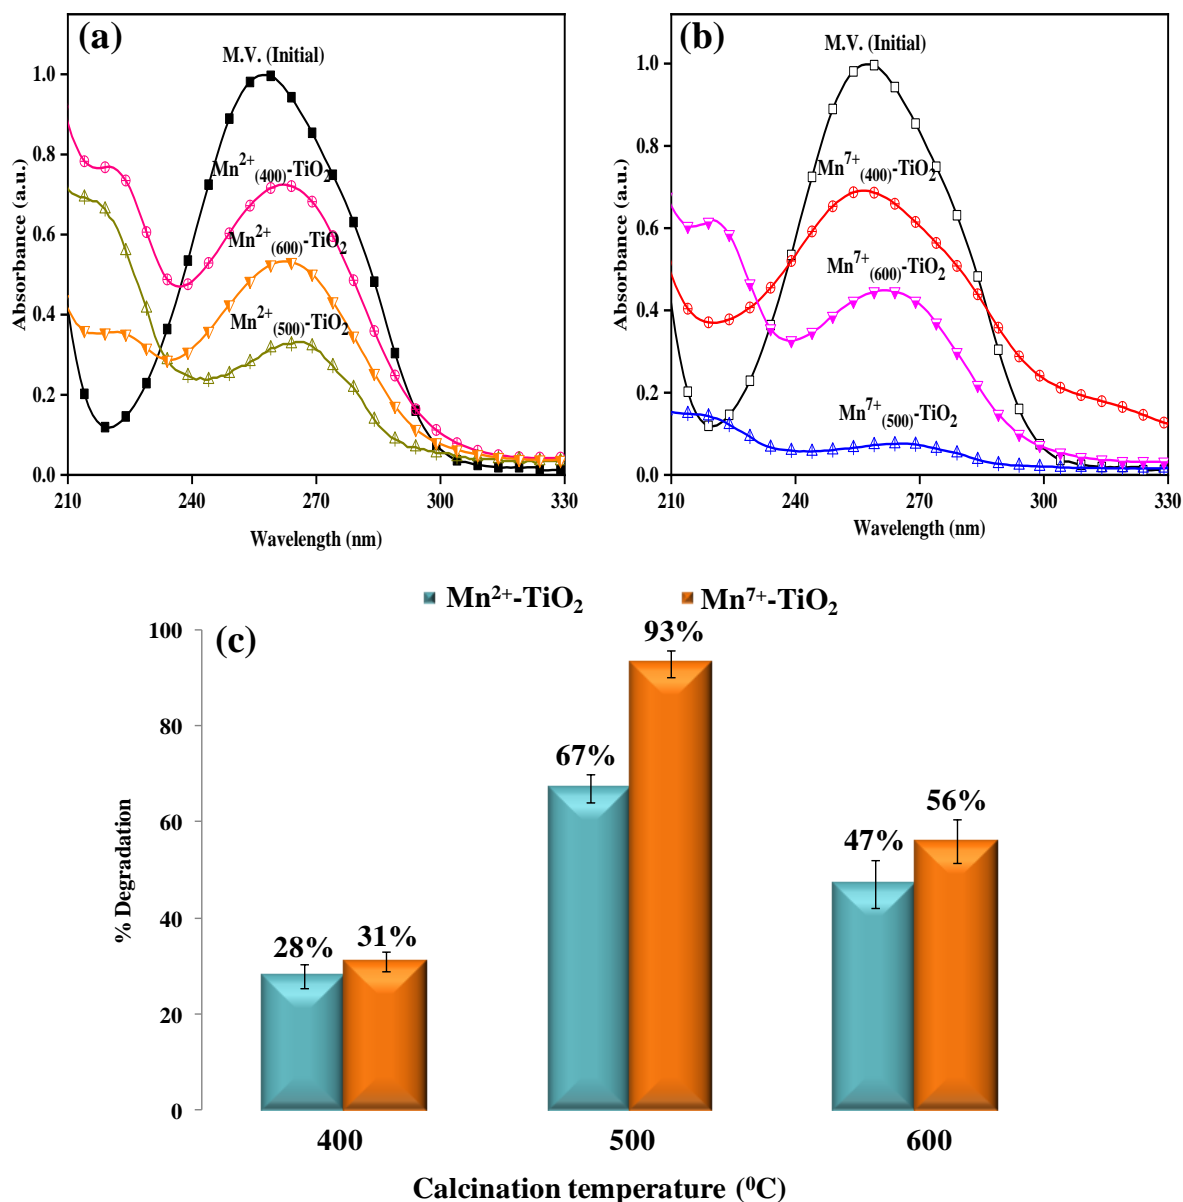 (a)
M.V. (Initial)
1.0
0.8
0.6
0.4
0.2
0.0
Absorbance (a.u.)
Mn²⁺₍₄₀₀₎-TiO₂
Mn²⁺₍₆₀₀₎-TiO₂
Mn²⁺₍₅₀₀₎-TiO₂
210 240 270 300 330
Wavelength (nm)
(b)
M.V. (Initial)
1.0
0.8
0.6
0.4
0.2
0.0
Absorbance (a.u.)
Mn⁷⁺₍₄₀₀₎-TiO₂
Mn⁷⁺₍₆₀₀₎-TiO₂
Mn⁷⁺₍₅₀₀₎-TiO₂
210 240 270 300 330
Wavelength (nm)
Mn²⁺-TiO₂ Mn⁷⁺-TiO₂
(c)
100
80
60
40
20
0
% Degradation
28% 31%
67% 93%
47% 56%
400 500 600
Calcination temperature (⁰C)